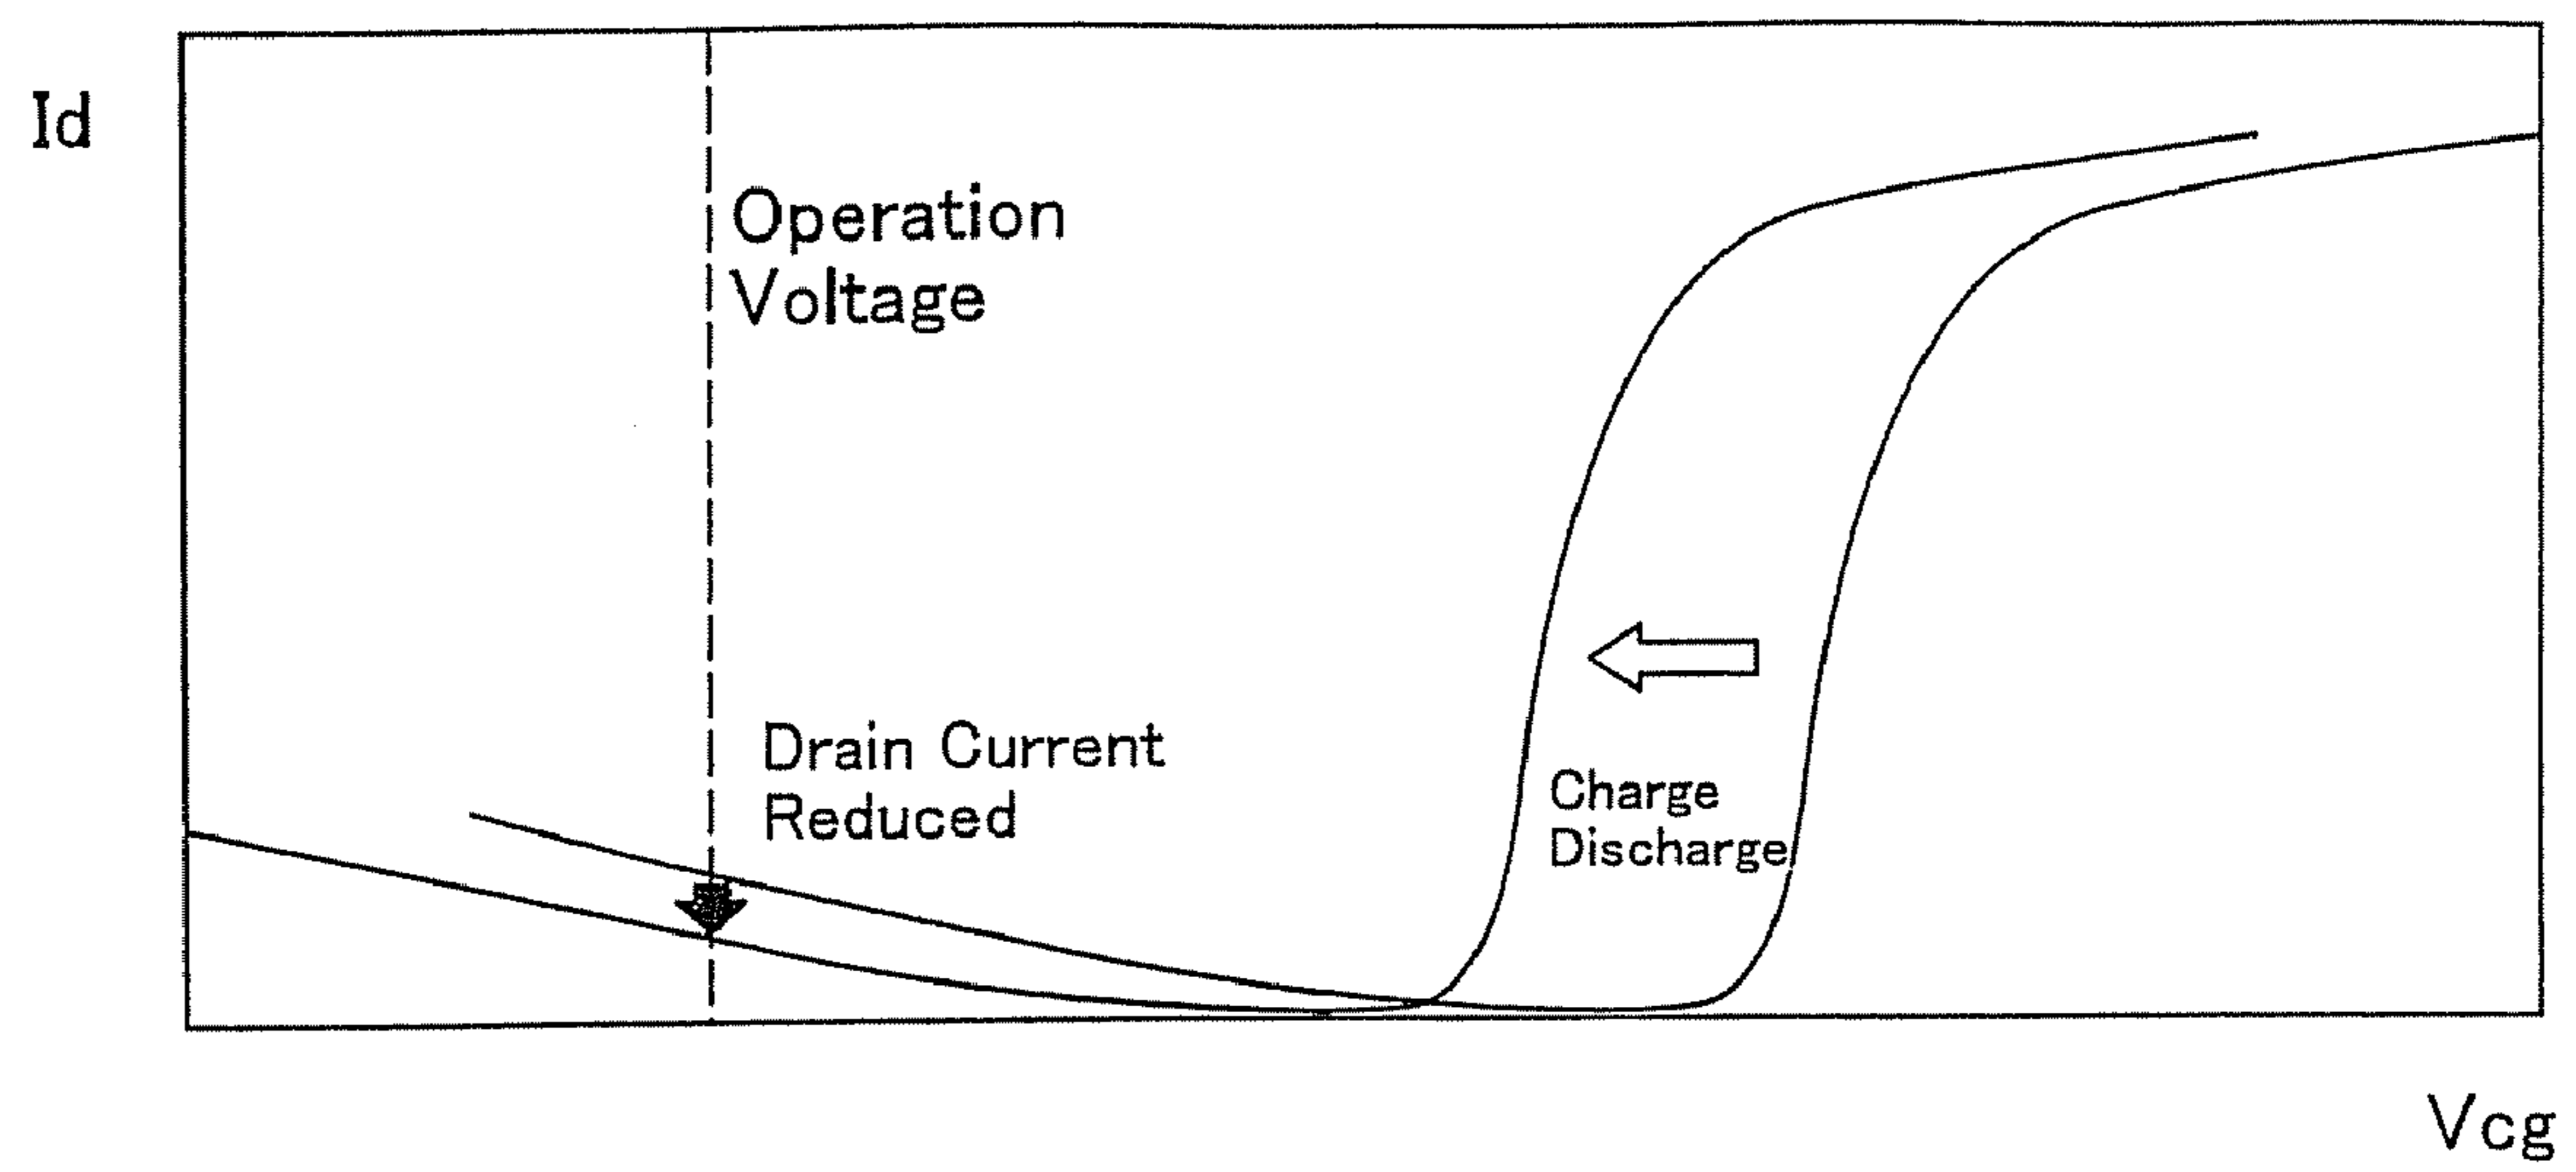 Id
Operation
Voltage
Drain Current
Reduced
Charge
Discharge
Vcg